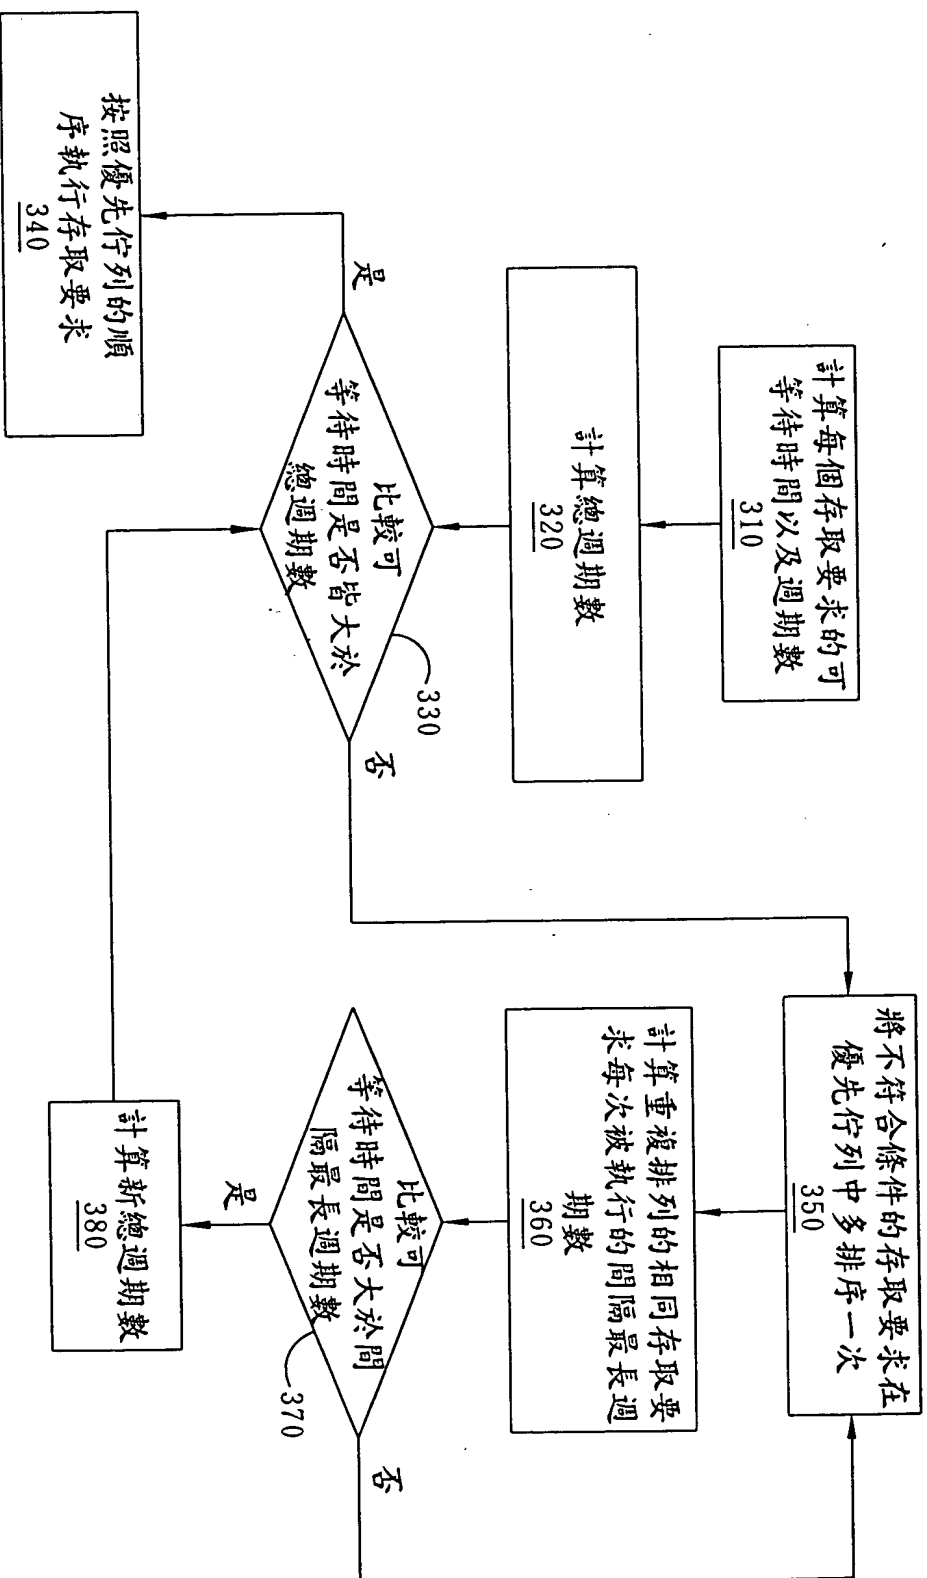 計算每個存取要求的可
等待時間以及週期數
310
計算總週期數
320
比較可
等待時間是否皆大於
總週期數
330
是
否
按照優先佇列的順
序執行存取要求
340
將不符合條件的存取要求在
優先佇列中多排序一次
350
計算重複排列的相同存取要
求每次被執行的間隔最長週
期數
360
比較可
等待時間是否大於間
隔最長週期數
370
是
否
計算新總週期數
380